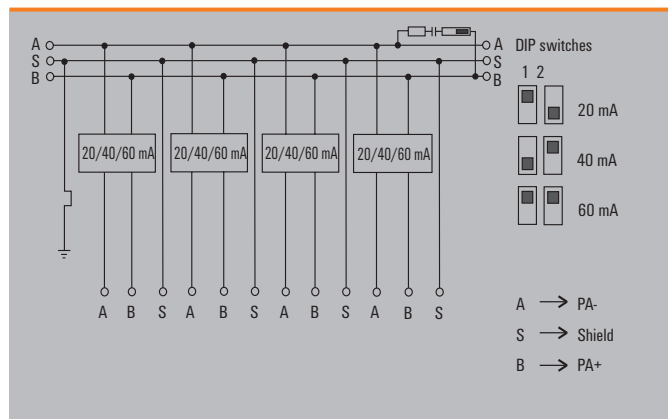 A A DIP switches
S S
B B
1 2
20 mA
20/40/60 mA 20/40/60 mA 20/40/60 mA 20/40/60 mA
40 mA
60 mA
A B S A B S A B S A B S
A → PA-
S → Shield
B → PA+